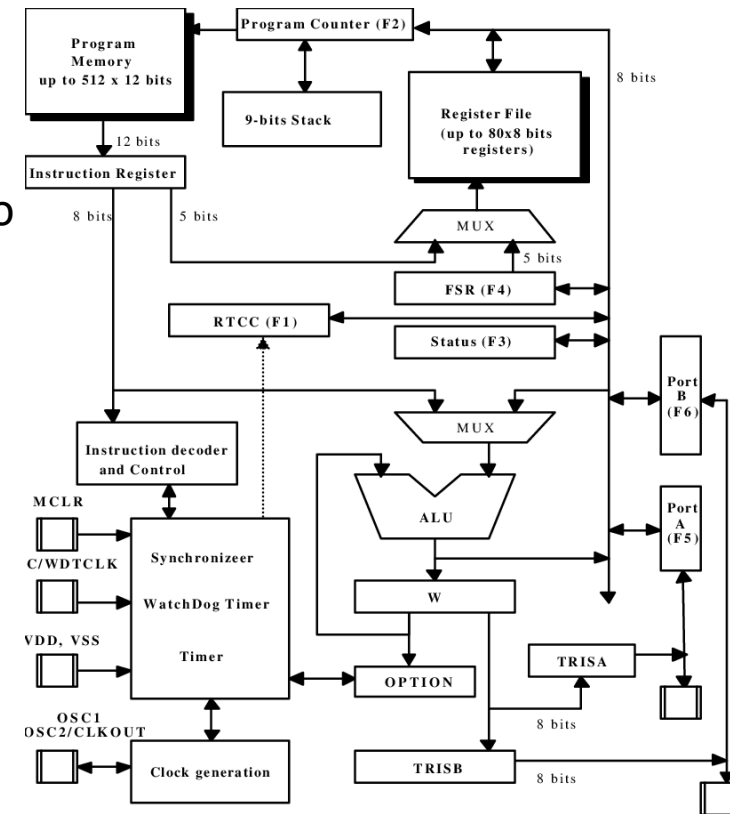 Program Counter (F2)
Program
Memory
up to 512 x 12 bits
8 bits
9-bits Stack
Register File
(up to 80x8 bits
registers)
12 bits
Instruction Register
8 bits
5 bits
MUX
5 bits
FSR (F4)
RTCC (F1)
Status (F3)
Port
B
(F6)
MUX
Instruction decoder
and Control
MCLR
ALU
Port
A
(F5)
Synchronizeer
C/WDTCLK
WatchDog Timer
W
VDD, VSS
Timer
TRISA
OPTION
OSC1
OSC2/CLKOUT
8 bits
Clock generation
TRISB
8 bits